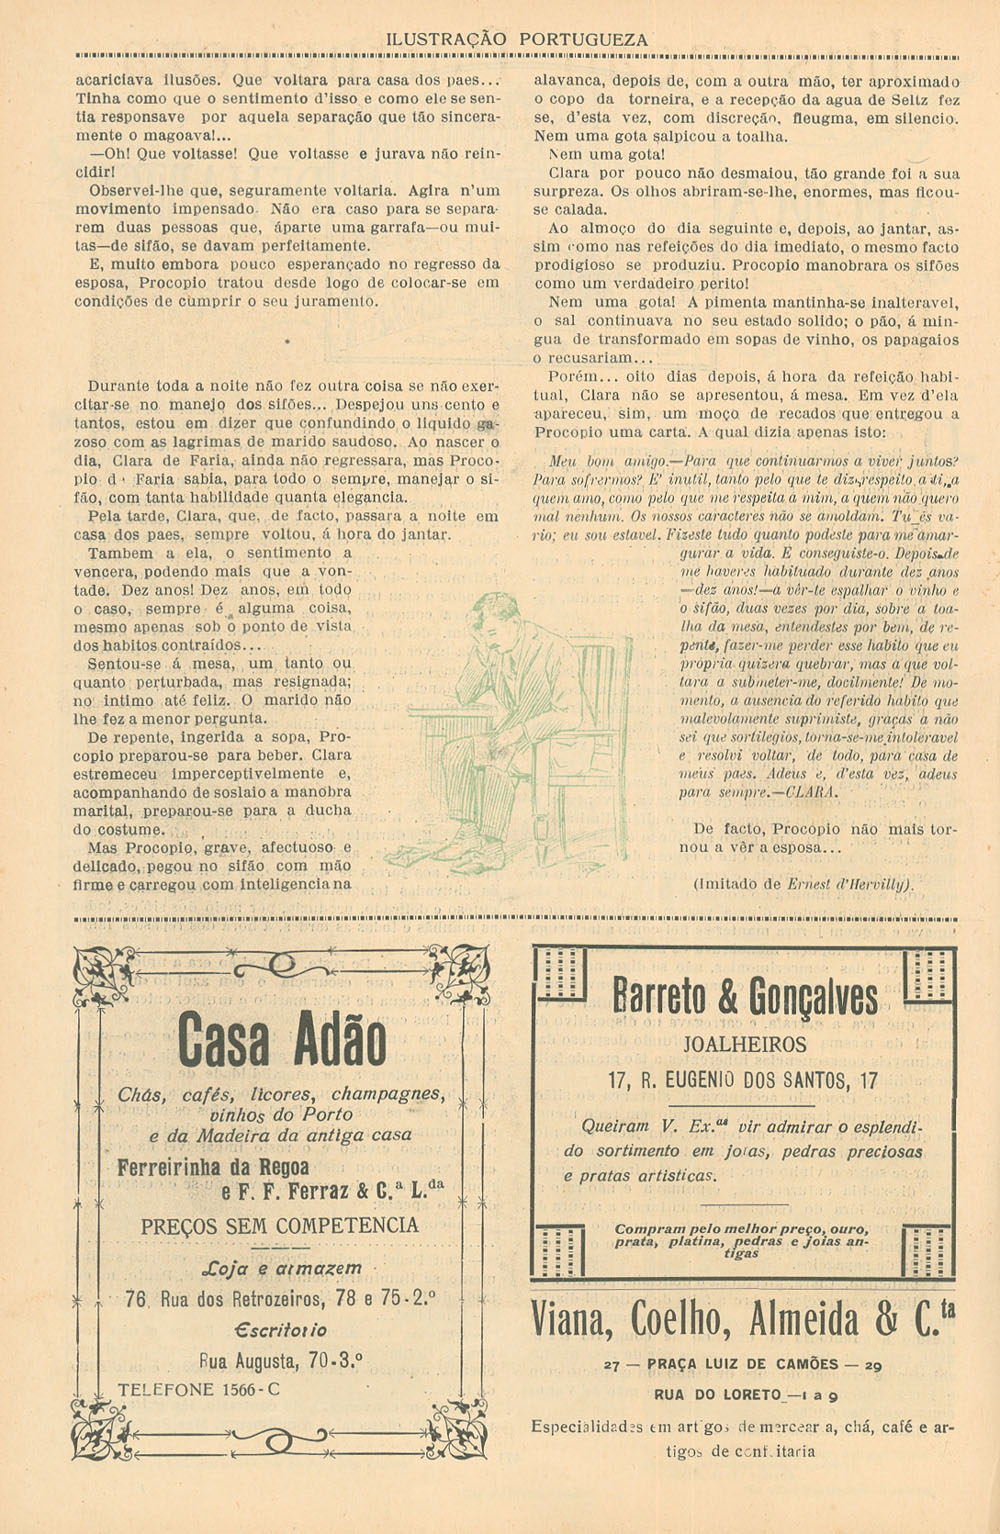 ILUSTRAÇÃO PORTUGUEZA
acariciava ilusões. Que voltara para casa dos paes...
Tinha como que o sentimento d'isso e como ele se sen-
tia responsave por aquela separação que tão sincera-
mente o magoava!...
—Oh! Que voltasse! Que voltasse e jurava não rein-
cidir!
Observei-lhe que, seguramente voltaria. Agira n'um
movimento impensado. Não era caso para se separa-
rem duas pessoas que, áparte uma garrafa—ou mui-
tas—de sifão, se davam perfeitamente.
E, muito embora pouco esperançado no regresso da
esposa, Procopio tratou desde logo de colocar-se em
condições de cumprir o seu juramento.
*
Durante toda a noite não fez outra coisa se não exer-
citar-se no manejo dos sifões... Despejou uns cento e
tantos, estou em dizer que confundindo o liquido ga-
zoso com as lagrimas de marido saudoso. Ao nascer o
dia, Clara de Faria, ainda não regressara, mas Proco-
pio d Faria sabia, para todo o sempre, manejar o si-
fão, com tanta habilidade quanta elegancia.
Pela tarde, Clara, que, de facto, passara a noite em
casa dos paes, sempre voltou, á hora do jantar.
Tambem a ela, o sentimento a
vencera, podendo mais que a von-
tade. Dez anos! Dez anos, em todo
o caso, sempre é alguma coisa,
mesmo apenas sob o ponto de vista
dos habitos contraídos...
Sentou-se á mesa, um tanto ou
quanto perturbada, mas resignada;
no intimo até feliz. O marido não
lhe fez a menor pergunta.
De repente, ingerida a sopa, Pro-
copio preparou-se para beber. Clara
estremeceu imperceptivelmente e,
acompanhando de soslaio a manobra
marital, preparou-se para a ducha
do costume.
Mas Procopio, grave, afectuoso e
delicado, pegou no sifão com mão
firme e carregou com inteligencia na
alavanca, depois de, com a outra mão, ter aproximado
o copo da torneira, e a recepção da agua de Seltz fez
se, d'esta vez, com discreção, fleugma, em silencio.
Nem uma gota salpicou a toalha.
Nem uma gota!
Clara por pouco não desmaiou, tão grande foi a sua
surpreza. Os olhos abriram-se-lhe, enormes, mas ficou-
se calada.
Ao almoço do dia seguinte e, depois, ao jantar, as-
sim como nas refeições do dia imediato, o mesmo facto
prodigioso se produziu. Procopio manobrara os sifões
como um verdadeiro perito!
Nem uma gota! A pimenta mantinha-se inalteravel,
o sal continuava no seu estado solido; o pão, á min-
gua de transformado em sopas de vinho, os papagaios
o recusariam...
Porém... oito dias depois, á hora da refeição habi-
tual, Clara não se apresentou, á mesa. Em vez d'ela
apareceu, sim, um moço de recados que entregou a
Procopio uma carta. A qual dizia apenas isto:
Meu bom amigo.—Para que continuarmos a viver juntos?
Para sofrermos? E' inutil, tanto pelo que te diz respeito a ti, a
quem amo, como pelo que me respeita a mim, a quem não quero
mal nenhum. Os nossos caracteres não se amoldam. Tu és va-
rio; eu sou estavel. Fizeste tudo quanto podeste para me amar-
gurar a vida. E conseguiste-o. Depois de
me haveres habituado durante dez anos
—dez anos!—a vêr-te espalhar o vinho e
o sifão, duas vezes por dia, sobre a toa-
lha da mesa, entendestes por bem, de re-
pente, fazer-me perder esse habito que eu
própria quizera quebrar, mas a que vol-
tara a submeter-me, docilmente! De mo-
mento, a ausencia do referido habito que
malevolamente suprimiste, graças a não
sei que sortilegios, torna-se-me intoleravel
e resolvi voltar, de todo, para casa de
meus paes. Adeus e, d'esta vez, adeus
para sempre.—CLARA.
De facto, Procopio não mais tor-
nou a vêr a esposa...
(Imitado de Ernest d'Hervilly).
Casa Adão
Chás, cafés, licores, champagnes,
vinhos do Porto
e da Madeira da antiga casa
Ferreirinha da Regoa
e F. F. Ferraz & C.ª L.da
PREÇOS SEM COMPETENCIA
Loja e armazem
76, Rua dos Retrozeiros, 78 e 75-2.º
Escritorio
Rua Augusta, 70-3.º
TELEFONE 1566-C
Barreto & Gonçalves
JOALHEIROS
17, R. EUGENIO DOS SANTOS, 17
Queiram V. Ex.as vir admirar o esplendi-
do sortimento em joias, pedras preciosas
e pratas artisticas.
Compram pelo melhor preço, ouro,
prata, platina, pedras e joias an-
tigas
Viana, Coelho, Almeida & C.ta
27 — PRAÇA LUIZ DE CAMÕES — 29
RUA DO LORETO—1 a 9
Especialidades em artigos de mercearia, chá, café e ar-
tigos de confeitaria